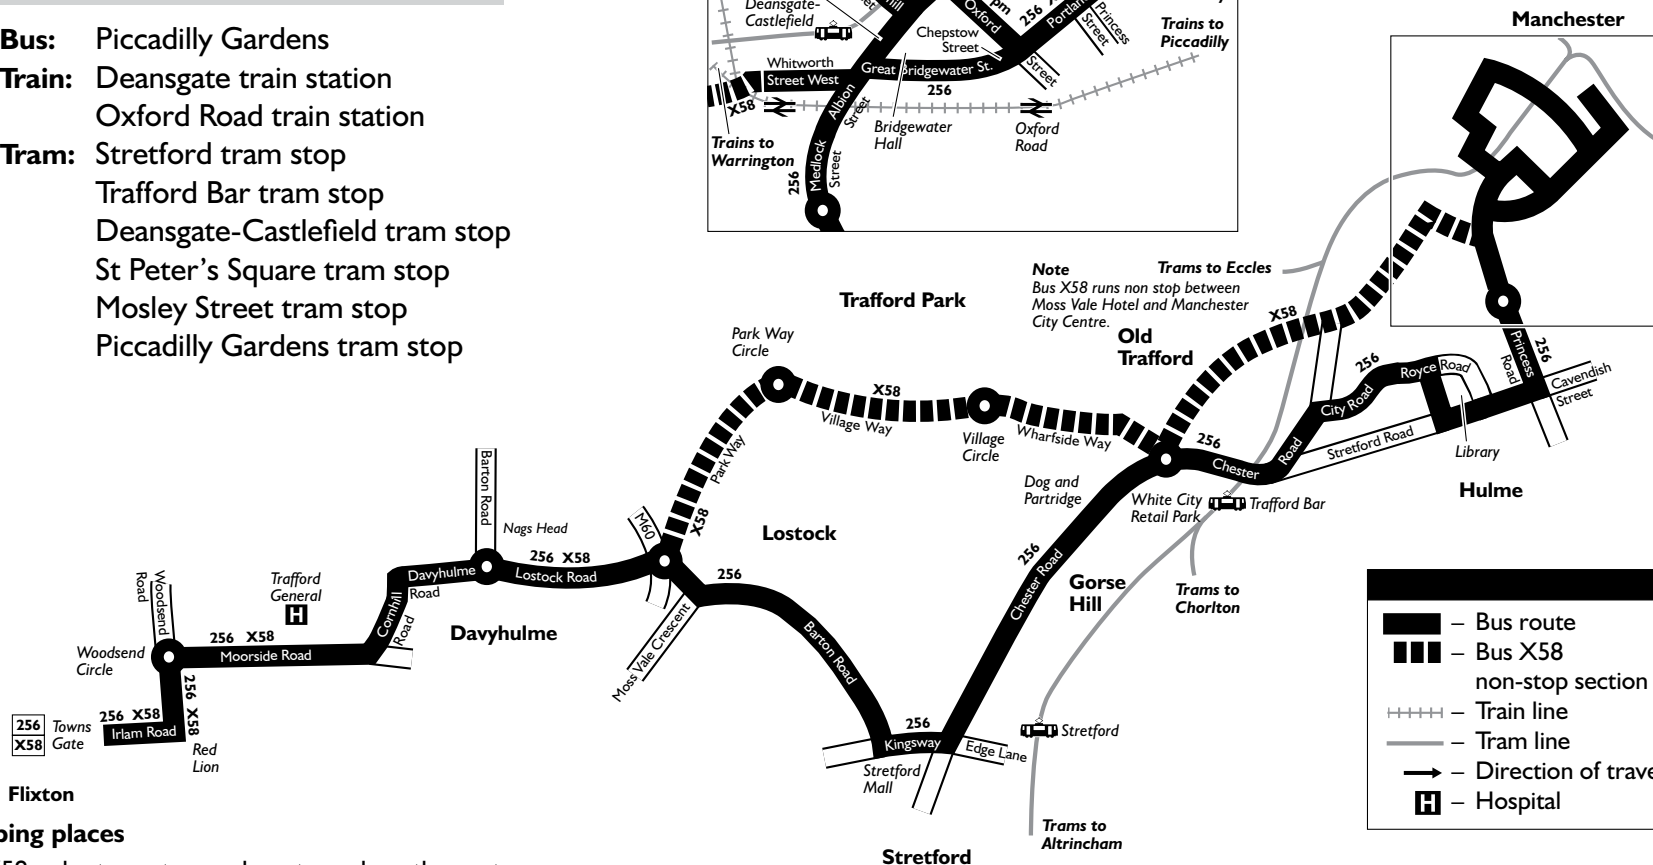 Bus: Piccadilly Gardens
Train: Deansgate train station
Oxford Road train station
Tram: Stretford tram stop
Trafford Bar tram stop
Deansgate-Castlefield tram stop
St Peter's Square tram stop
Mosley Street tram stop
Piccadilly Gardens tram stop
Deansgate-
Castlefield
Oxford
pm
256
Portlan
Princess
Street
Trains to
Piccadilly
Chepstow
Street
Street
Whitworth
Street West
Great Bridgewater St.
256
X58
Albion
Street
Bridgewater
Hall
Oxford
Road
Trains to
Warrington
256
Medlock
Street
Manchester
Note
Bus X58 runs non stop between
Moss Vale Hotel and Manchester
City Centre.
Trams to Eccles
Trafford Park
Old
Trafford
X58
Park Way
Circle
X58
Village Way
Village
Circle
Wharfside Way
Park Way
X58
256
Chester
Road
City Road
256
Royce Road
Princess
Road
256
Cavendish
Street
Stretford Road
Library
Hulme
Dog and
Partridge
White City
Retail Park
Trafford Bar
Trams to
Chorlton
Barton Road
Nags Head
M60
Lostock
256 X58
Lostock Road
256
Davyhulme
Road
Cornhill
Road
Davyhulme
Trafford
General
H
Woodsend
Road
Woodsend
Circle
256 X58
Moorside Road
256 X58
256 X58
Irlam Road
256
X58
Towns
Gate
Red
Lion
Flixton
Moss Vale Crescent
Barton Road
256
Chester Road
Gorse
Hill
256
Kingsway
Edge Lane
Stretford
Mall
Stretford
Trams to
Altrincham
Stretford
– Bus route
– Bus X58
non-stop section
– Train line
– Tram line
– Direction of trave
H – Hospital
ping places